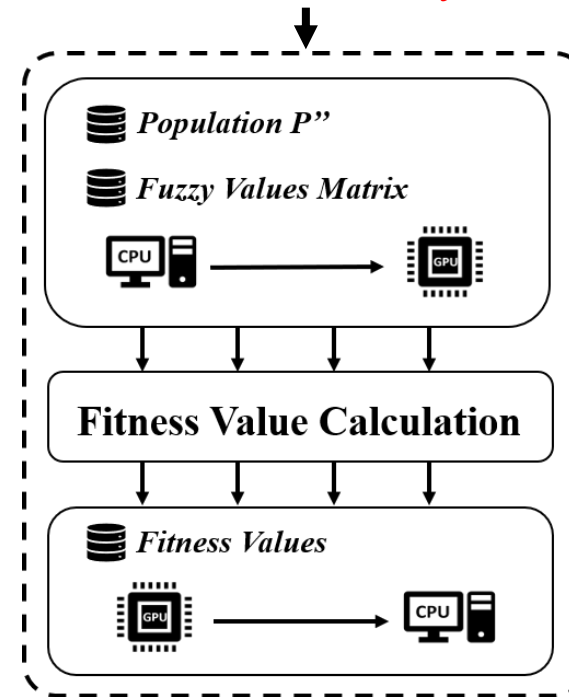 Population P”
Fuzzy Values Matrix
CPU
GPU
Fitness Value Calculation
Fitness Values
GPU
CPU